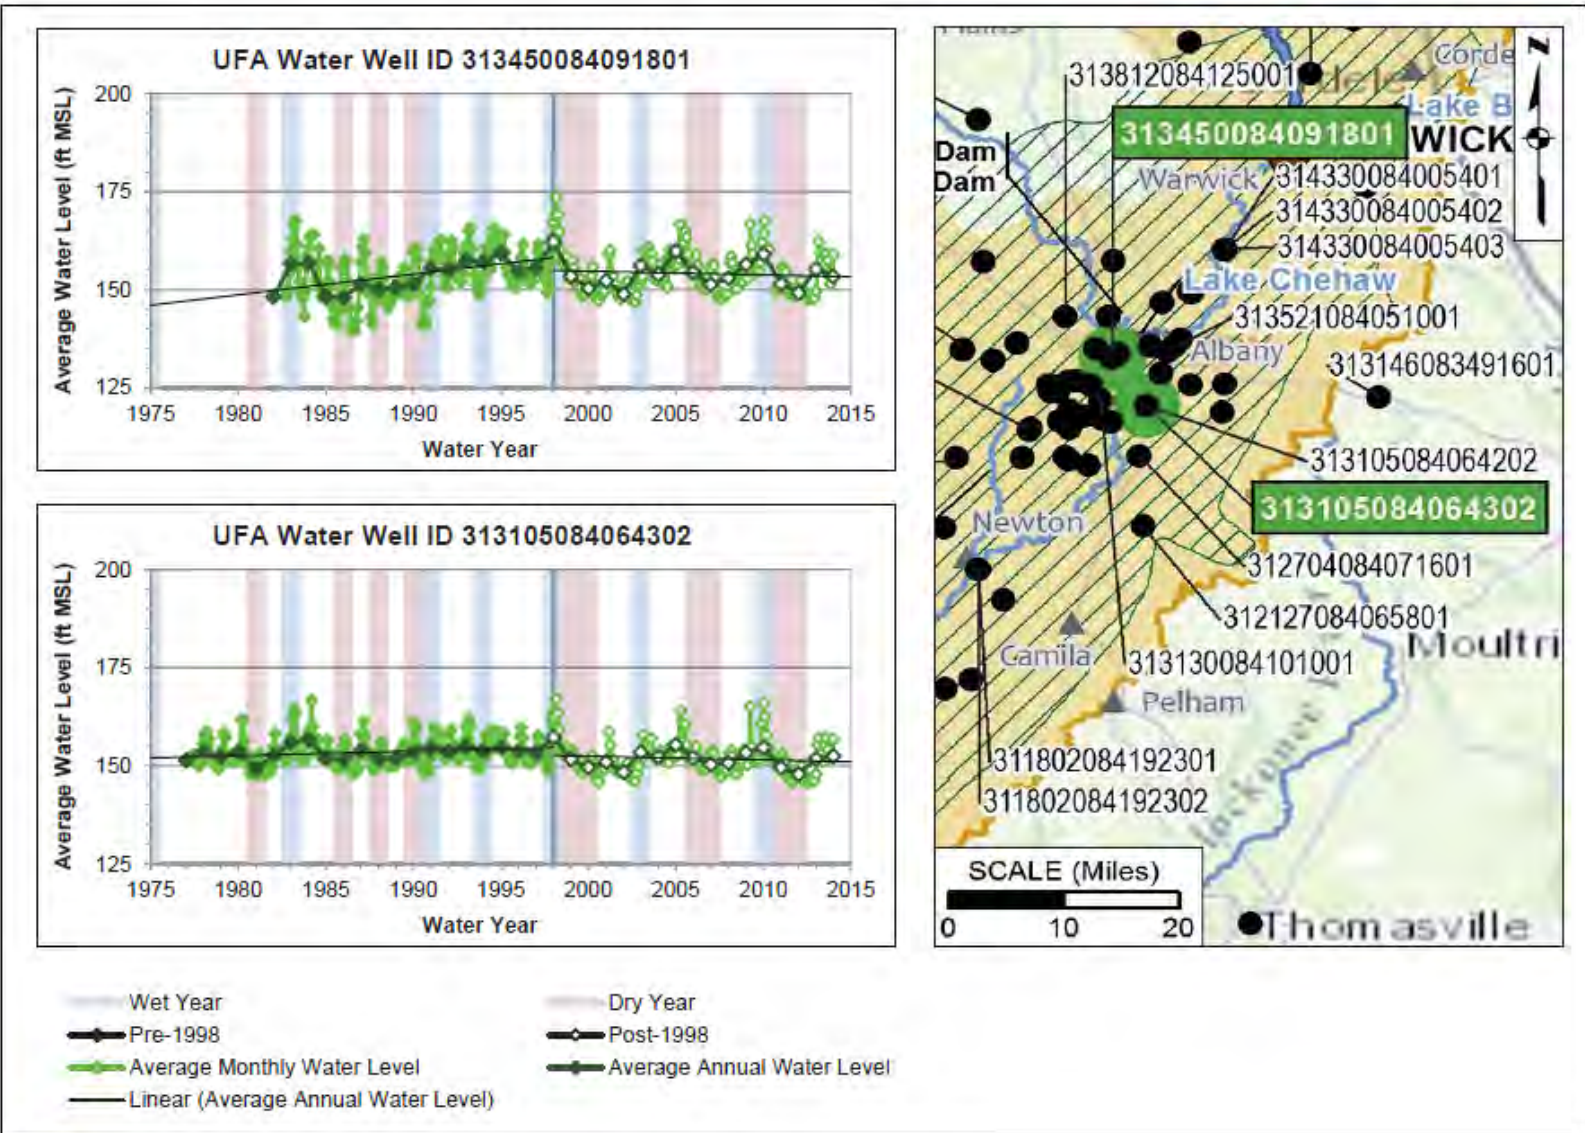 UFA Water Well ID 313450084091801
Average Water Level (ft MSL)
200
175
150
125
1975 1980 1985 1990 1995 2000 2005 2010 2015
Water Year
UFA Water Well ID 313105084064302
Average Water Level (ft MSL)
200
175
150
125
1975 1980 1985 1990 1995 2000 2005 2010 2015
Water Year
Wet Year
Dry Year
Pre-1998
Post-1998
Average Monthly Water Level
Average Annual Water Level
Linear (Average Annual Water Level)
Corde
N
313812084125001
Lake B
313450084091801
WICK
Dam
Dam
Warwick
314330084005401
314330084005402
314330084005403
Lake Chehaw
313521084051001
Albany
313146083491601
313105084064202
313105084064302
Newton
312704084071601
312127084065801
Moultri
Camila
313130084101001
Pelham
311802084192301
311802084192302
SCALE (Miles)
0 10 20
Thomasville